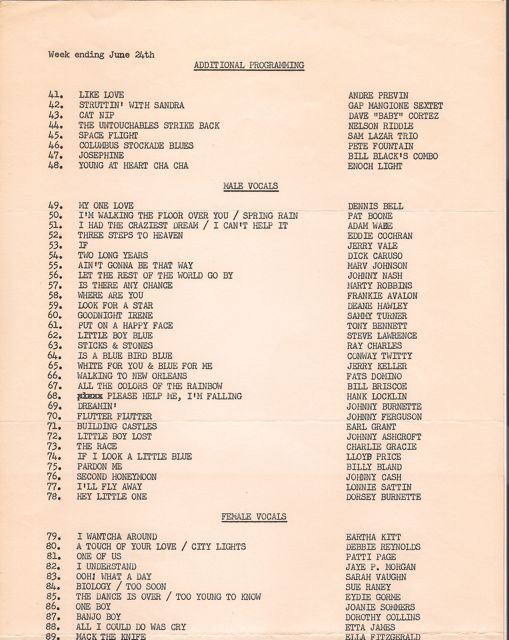 Week ending June 24th
ADDITIONAL PROGRAMMING
41. LIKE LOVE ANDRE PREVIN
42. STRUTTIN' WITH SANDRA GAP MANGIONE SEXTET
43. CAT NIP DAVE "BABY" CORTEZ
44. THE UNTOUCHABLES STRIKE BACK NELSON RIDDLE
45. SPACE FLIGHT SAM LAZAR TRIO
46. COLUMBUS STOCKADE BLUES PETE FOUNTAIN
47. JOSEPHINE BILL BLACK'S COMBO
48. YOUNG AT HEART CHA CHA ENOCH LIGHT
MALE VOCALS
49. MY ONE LOVE DENNIS BELL
50. I'M WALKING THE FLOOR OVER YOU / SPRING RAIN PAT BOONE
51. I HAD THE CRAZIEST DREAM / I CAN'T HELP IT ADAM WADE
52. THREE STEPS TO HEAVEN EDDIE COCHRAN
53. IF JERRY VALE
54. TWO LONG YEARS DICK CARUSO
55. AIN'T GONNA BE THAT WAY MARV JOHNSON
56. LET THE REST OF THE WORLD GO BY JOHNNY NASH
57. IS THERE ANY CHANCE MARTY ROBBINS
58. WHERE ARE YOU FRANKIE AVALON
59. LOOK FOR A STAR DEANE HAWLEY
60. GOODNIGHT IRENE SAMMY TURNER
61. PUT ON A HAPPY FACE TONY BENNETT
62. LITTLE BOY BLUE STEVE LAWRENCE
63. STICKS & STONES RAY CHARLES
64. IS A BLUE BIRD BLUE CONWAY TWITTY
65. WHITE FOR YOU & BLUE FOR ME JERRY KELLER
66. WALKING TO NEW ORLEANS FATS DOMINO
67. ALL THE COLORS OF THE RAINBOW BILL BRISCOE
68. PLEASE HELP ME, I'M FALLING HANK LOCKLIN
69. DREAMIN' JOHNNY BURNETTE
70. FLUTTER FLUTTER JOHNNY FERGUSON
71. BUILDING CASTLES EARL GRANT
72. LITTLE BOY LOST JOHNNY ASHCROFT
73. THE RACE CHARLIE GRACIE
74. IF I LOOK A LITTLE BLUE LLOYD PRICE
75. PARDON ME BILLY BLAND
76. SECOND HONEYMOON JOHNNY CASH
77. I'LL FLY AWAY LONNIE SATTIN
78. HEY LITTLE ONE DORSEY BURNETTE
FEMALE VOCALS
79. I WANTCHA AROUND EARTHA KITT
80. A TOUCH OF YOUR LOVE / CITY LIGHTS DEBBIE REYNOLDS
81. ONE OF US PATTI PAGE
82. I UNDERSTAND JAYE P. MORGAN
83. OOH! WHAT A DAY SARAH VAUGHN
84. BIOLOGY / TOO SOON SUE RANEY
85. THE DANCE IS OVER / TOO YOUNG TO KNOW EYDIE GORME
86. ONE BOY JOANIE SOMMERS
87. BANJO BOY DOROTHY COLLINS
88. ALL I COULD DO WAS CRY ETTA JAMES
89. MACK THE KNIFE ELLA FITZGERALD